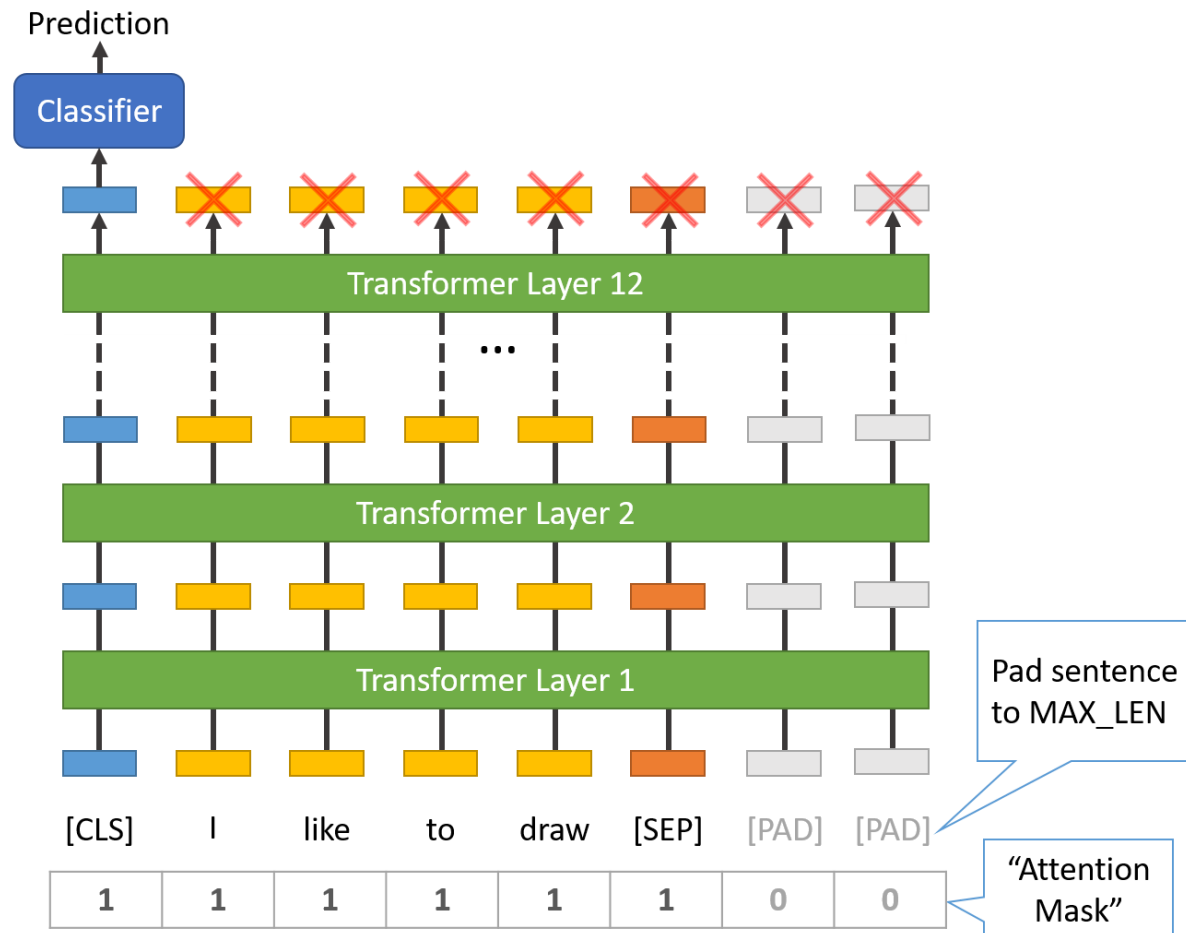 Prediction
Classifier
Transformer Layer 12
...
Transformer Layer 2
Transformer Layer 1
Pad sentence
to MAX_LEN
[CLS] I like to draw [SEP] [PAD] [PAD]
1 1 1 1 1 1 0 0
“Attention
Mask”